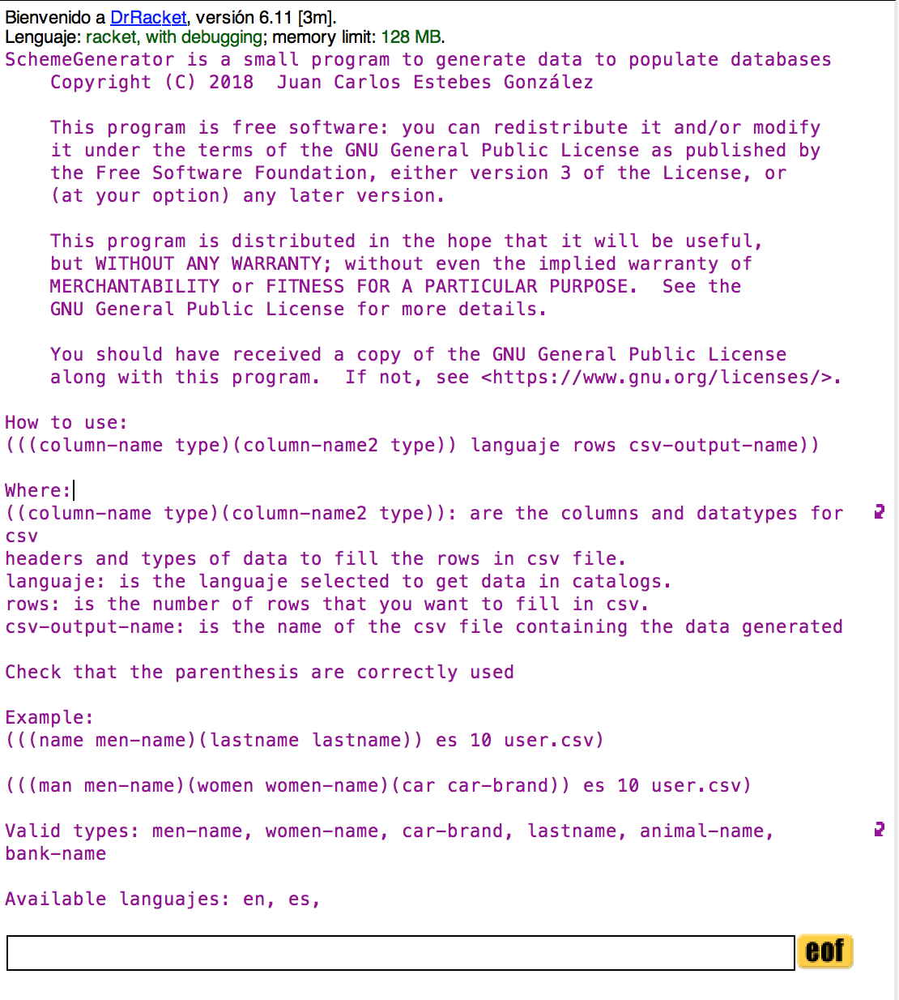 Bienvenido a DrRacket, versión 6.11 [3m].
Lenguaje: racket, with debugging; memory limit: 128 MB.
SchemeGenerator is a small program to generate data to populate databases
Copyright (C) 2018  Juan Carlos Estebes González
This program is free software: you can redistribute it and/or modify
it under the terms of the GNU General Public License as published by
the Free Software Foundation, either version 3 of the License, or
(at your option) any later version.
This program is distributed in the hope that it will be useful,
but WITHOUT ANY WARRANTY; without even the implied warranty of
MERCHANTABILITY or FITNESS FOR A PARTICULAR PURPOSE.  See the
GNU General Public License for more details.
You should have received a copy of the GNU General Public License
along with this program.  If not, see <https://www.gnu.org/licenses/>.
How to use:
(((column-name type)(column-name2 type)) languaje rows csv-output-name))
Where:
((column-name type)(column-name2 type)): are the columns and datatypes for
csv
headers and types of data to fill the rows in csv file.
languaje: is the languaje selected to get data in catalogs.
rows: is the number of rows that you want to fill in csv.
csv-output-name: is the name of the csv file containing the data generated
Check that the parenthesis are correctly used
Example:
(((name men-name)(lastname lastname)) es 10 user.csv)
(((man men-name)(women women-name)(car car-brand)) es 10 user.csv)
Valid types: men-name, women-name, car-brand, lastname, animal-name,
bank-name
Available languajes: en, es,
eof